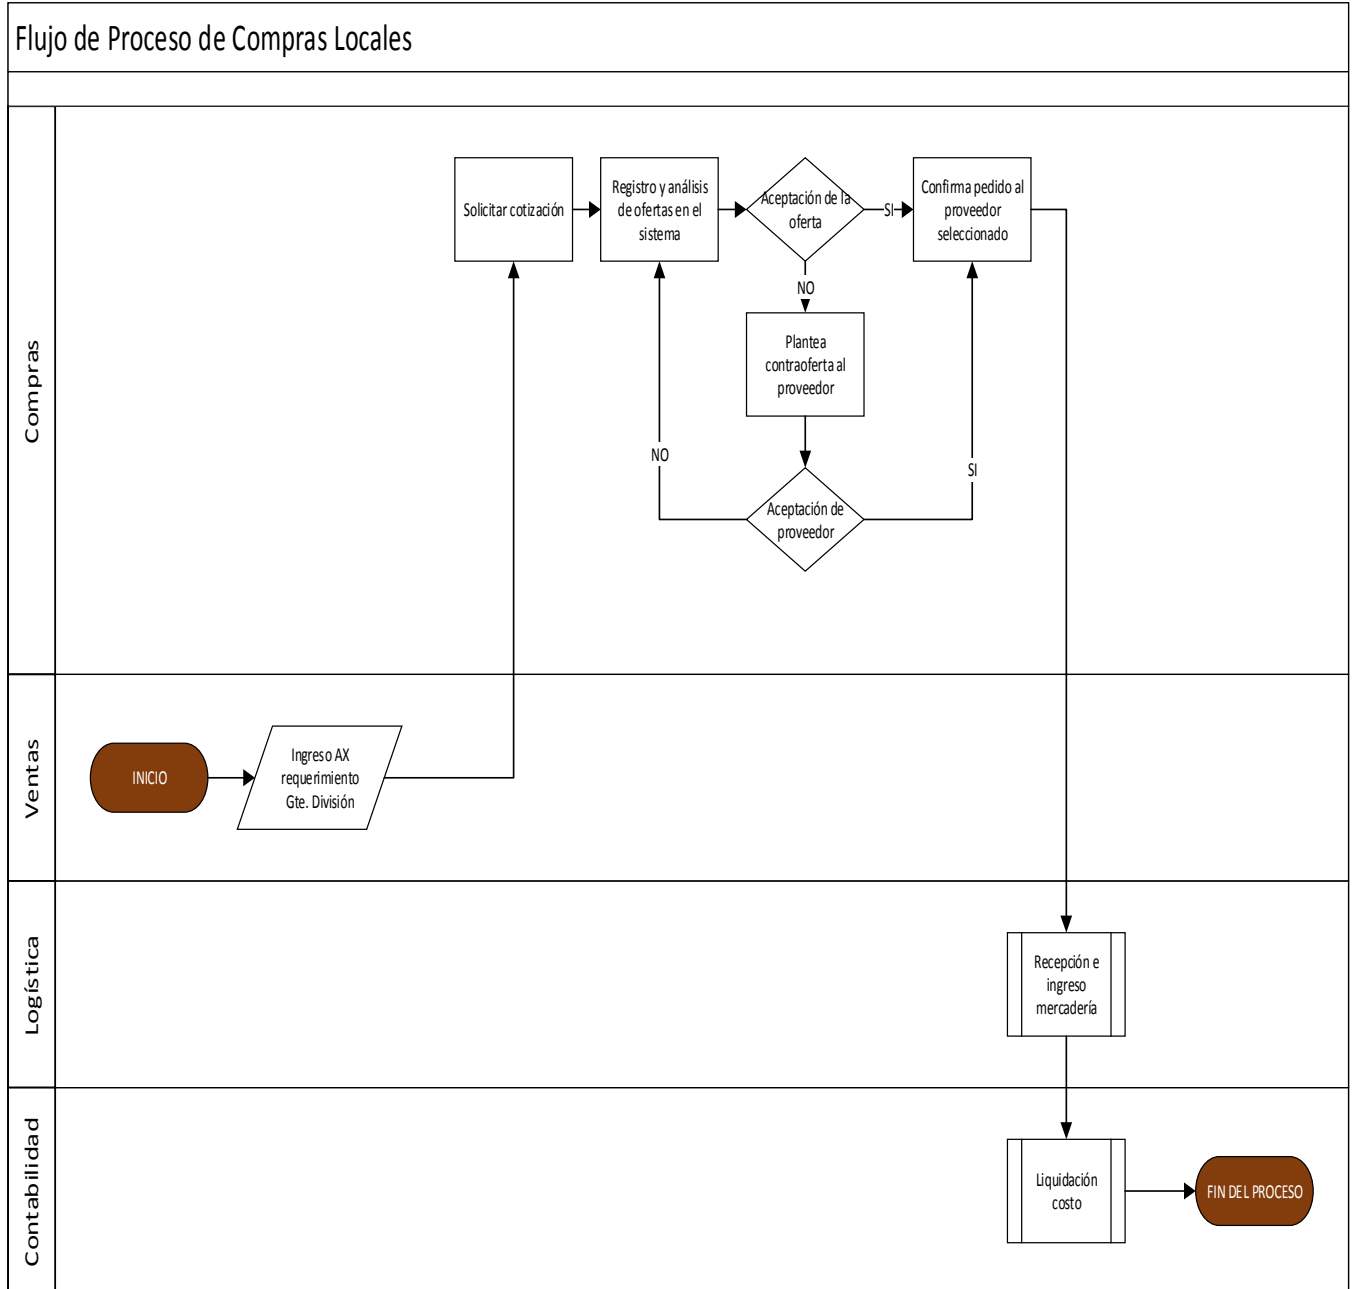 Flujo de Proceso de Compras Locales
Compras
Solicitar cotización
Registro y análisis
de ofertas en el
sistema
Aceptación de la
oferta
SI
Confirma pedido al
proveedor
seleccionado
NO
Plantea
contraoferta al
proveedor
NO
SI
Aceptación de
proveedor
Ventas
INICIO
Ingreso AX
requerimiento
Gte. División
Logística
Recepción e
ingreso
mercadería
Contabilidad
Liquidación
costo
FIN DEL PROCESO